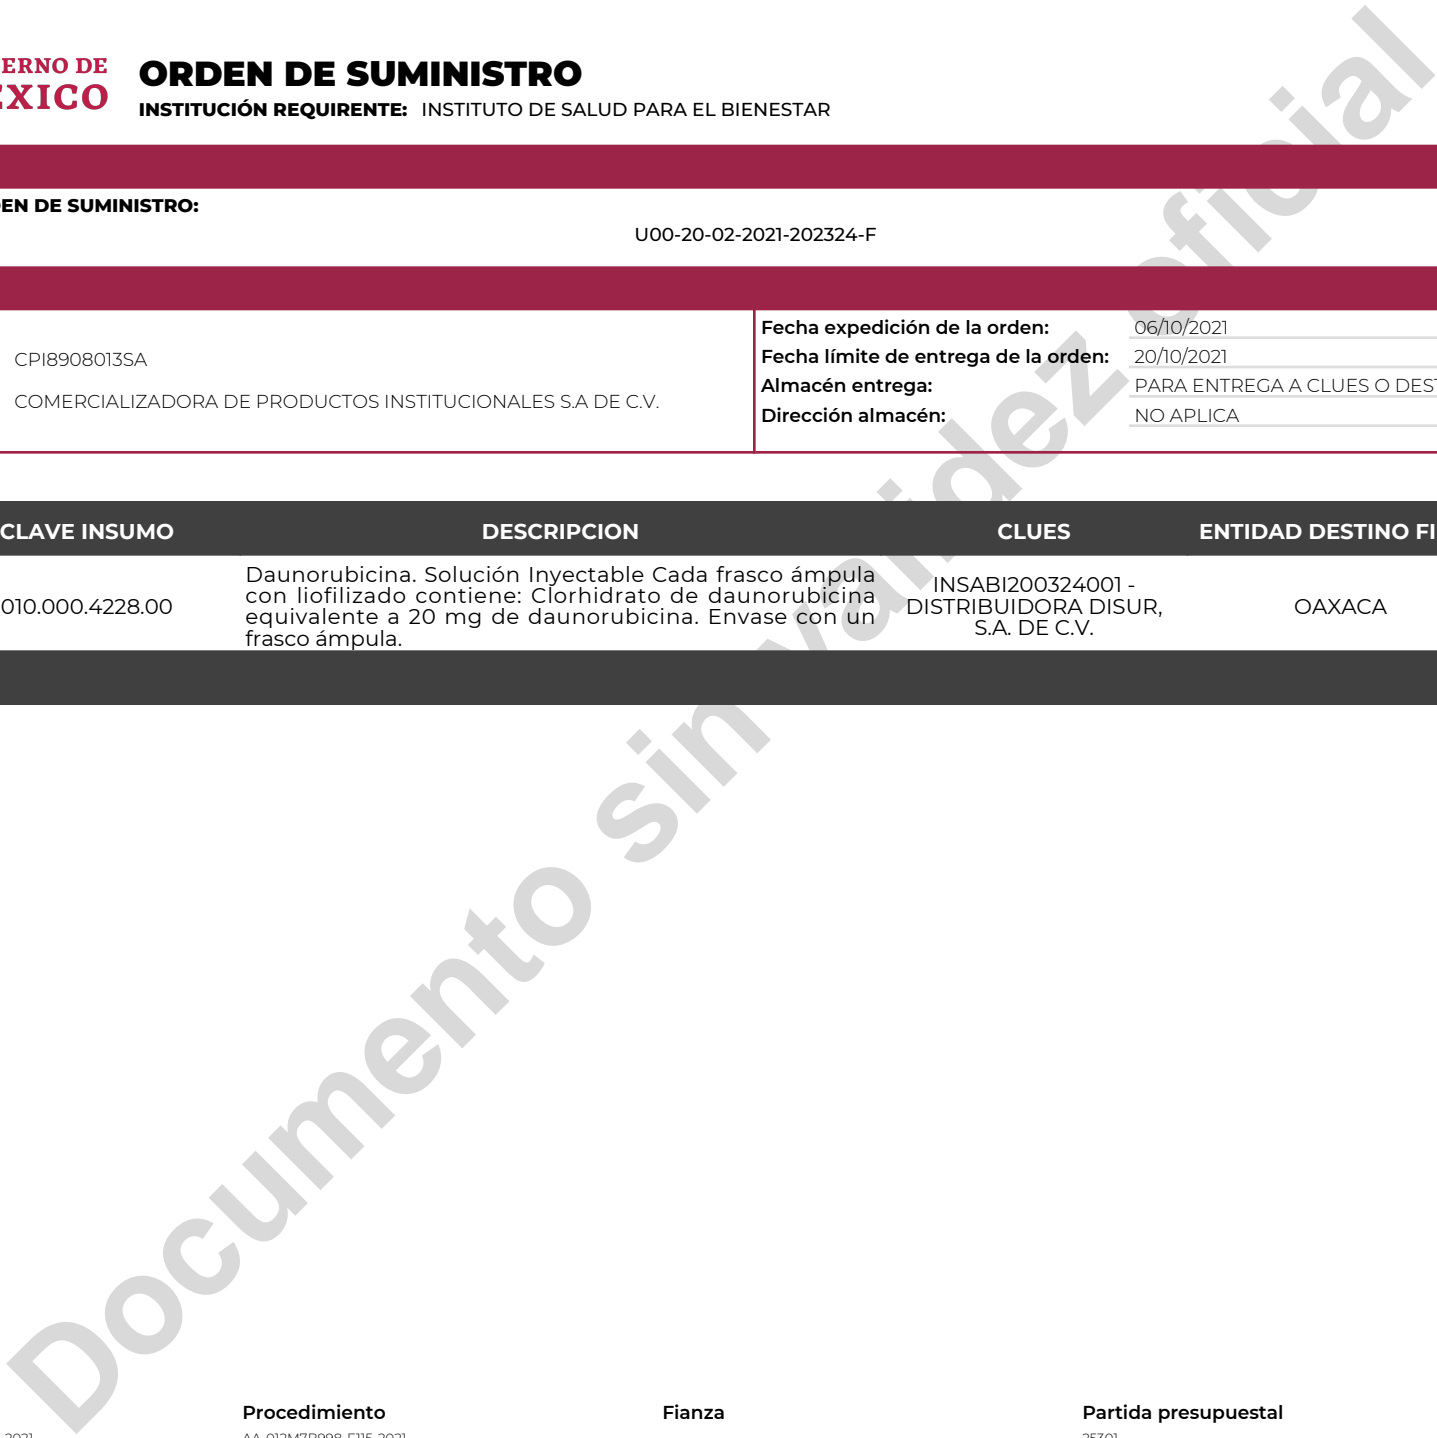 ERNO DE
EXICO
ORDEN DE SUMINISTRO
INSTITUCIÓN REQUIRENTE: INSTITUTO DE SALUD PARA EL BIENESTAR
EN DE SUMINISTRO:
U00-20-02-2021-202324-F
CPI8908013SA
COMERCIALIZADORA DE PRODUCTOS INSTITUCIONALES S.A DE C.V.
Fecha expedición de la orden: 06/10/2021
Fecha límite de entrega de la orden: 20/10/2021
Almacén entrega: PARA ENTREGA A CLUES O DEST
Dirección almacén: NO APLICA
CLAVE INSUMO DESCRIPCION CLUES ENTIDAD DESTINO FI
010.000.4228.00
Daunorubicina. Solución Inyectable Cada frasco ámpula
con liofilizado contiene: Clorhidrato de daunorubicina
equivalente a 20 mg de daunorubicina. Envase con un
frasco ámpula.
INSABI200324001 -
DISTRIBUIDORA DISUR,
S.A. DE C.V.
OAXACA
Documento sin validez oficial
Procedimiento Fianza Partida presupuestal